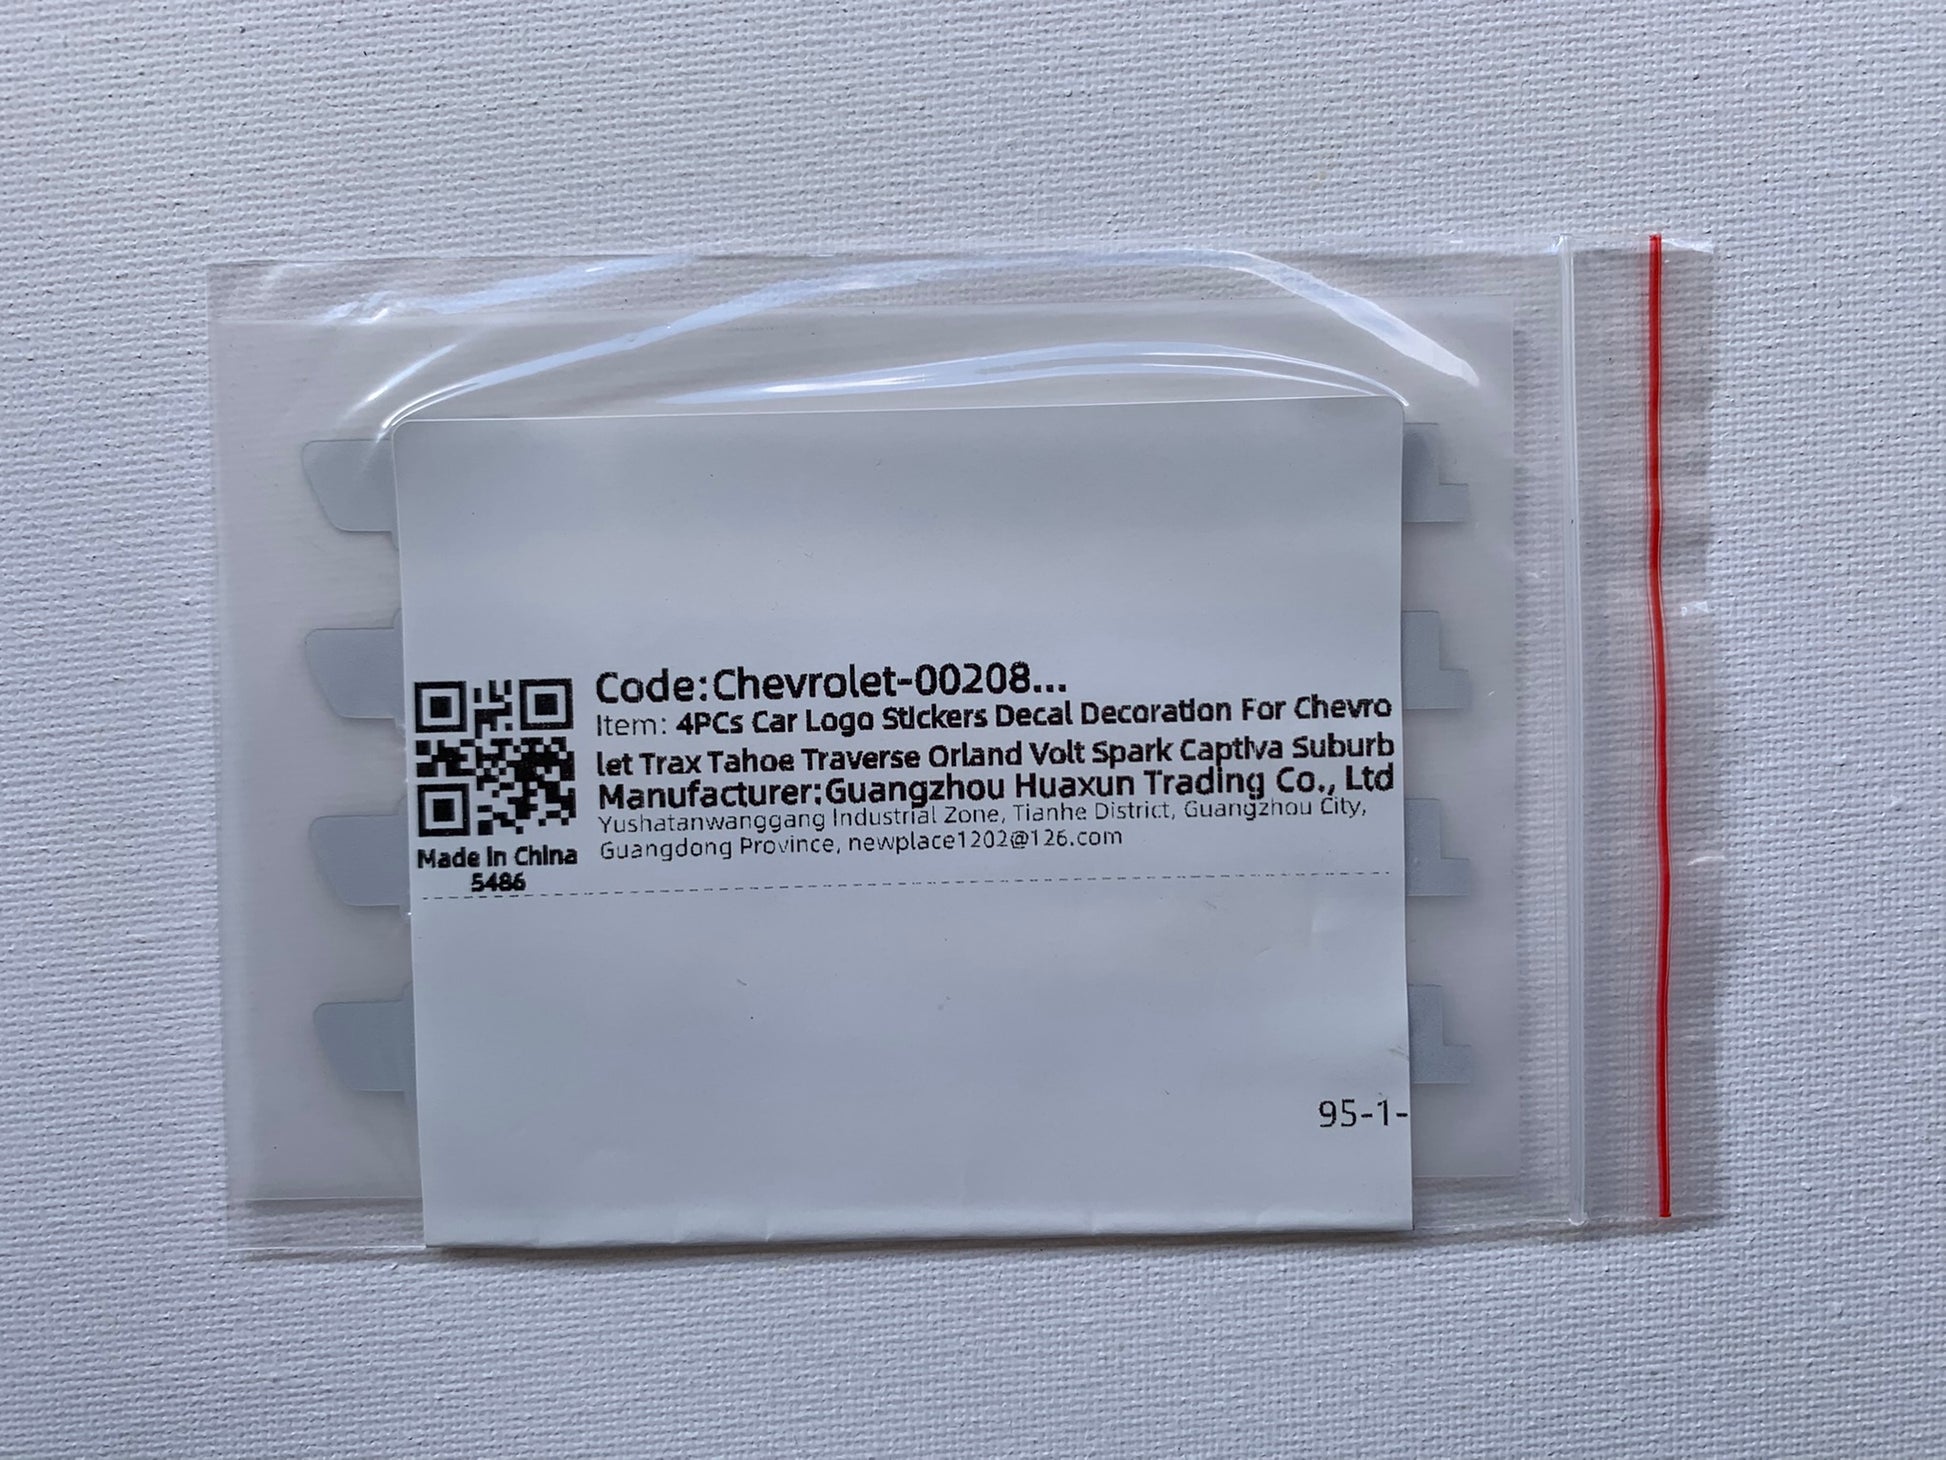 Code:Chevrolet-00208...
Item: 4PCs Car Logo Stickers Decal Decoration For Chevro
let Trax Tahoe Traverse Orland Volt Spark Captiva Suburb
Manufacturer:Guangzhou Huaxun Trading Co., Ltd
Yushatanwanggang Industrial Zone, Tianhe District, Guangzhou City,
Guangdong Province, newplace1202@126.com
Made in China
5486
95-1-